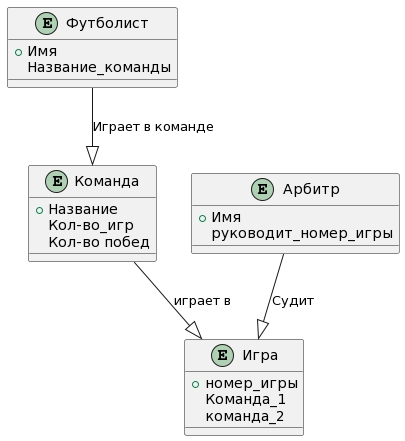 E Футболист
Имя
Название_команды
Играет в команде
E Команда
Название
Кол-во_игр
Кол-во побед
E Арбитр
Имя
руководит_номер_игры
играет в
Судит
E Игра
номер_игры
Команда_1
команда_2